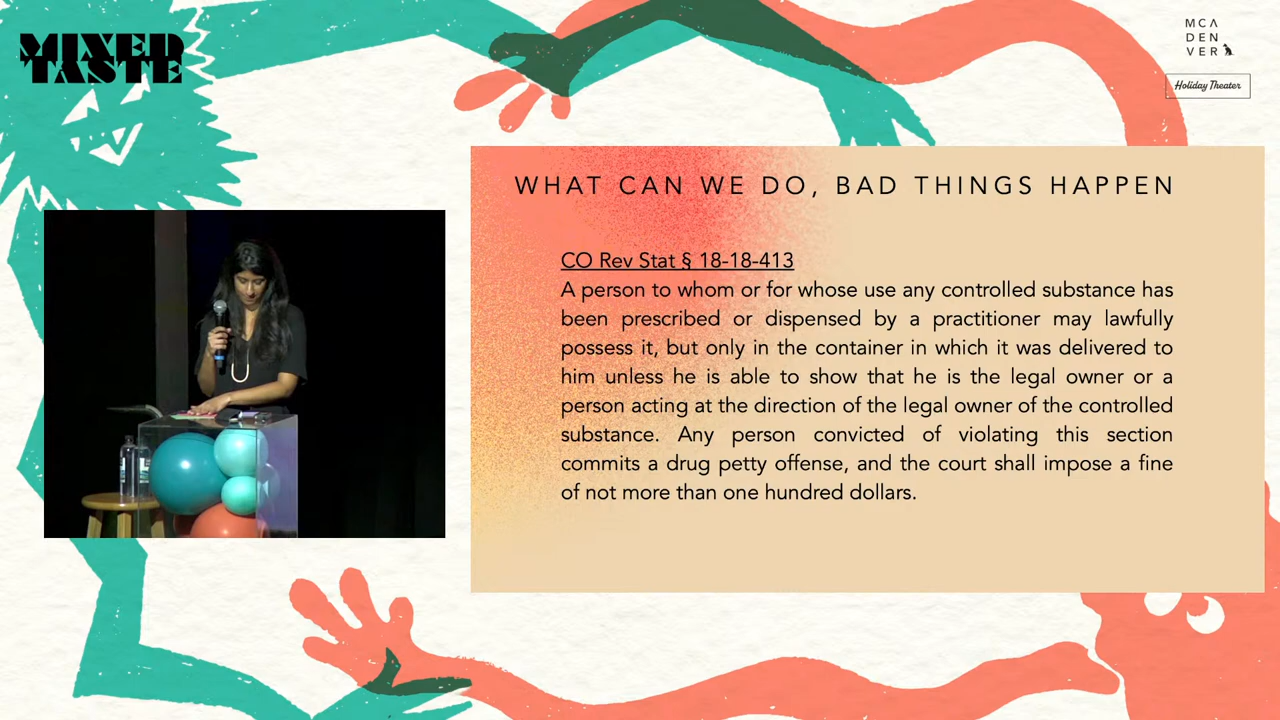 MIXED
TASTE
MCA
DEN
VER
Holiday Theater
WHAT CAN WE DO, BAD THINGS HAPPEN
CO Rev Stat § 18-18-413
A person to whom or for whose use any controlled substance has
been prescribed or dispensed by a practitioner may lawfully
possess it, but only in the container in which it was delivered to
him unless he is able to show that he is the legal owner or a
person acting at the direction of the legal owner of the controlled
substance. Any person convicted of violating this section
commits a drug petty offense, and the court shall impose a fine
of not more than one hundred dollars.